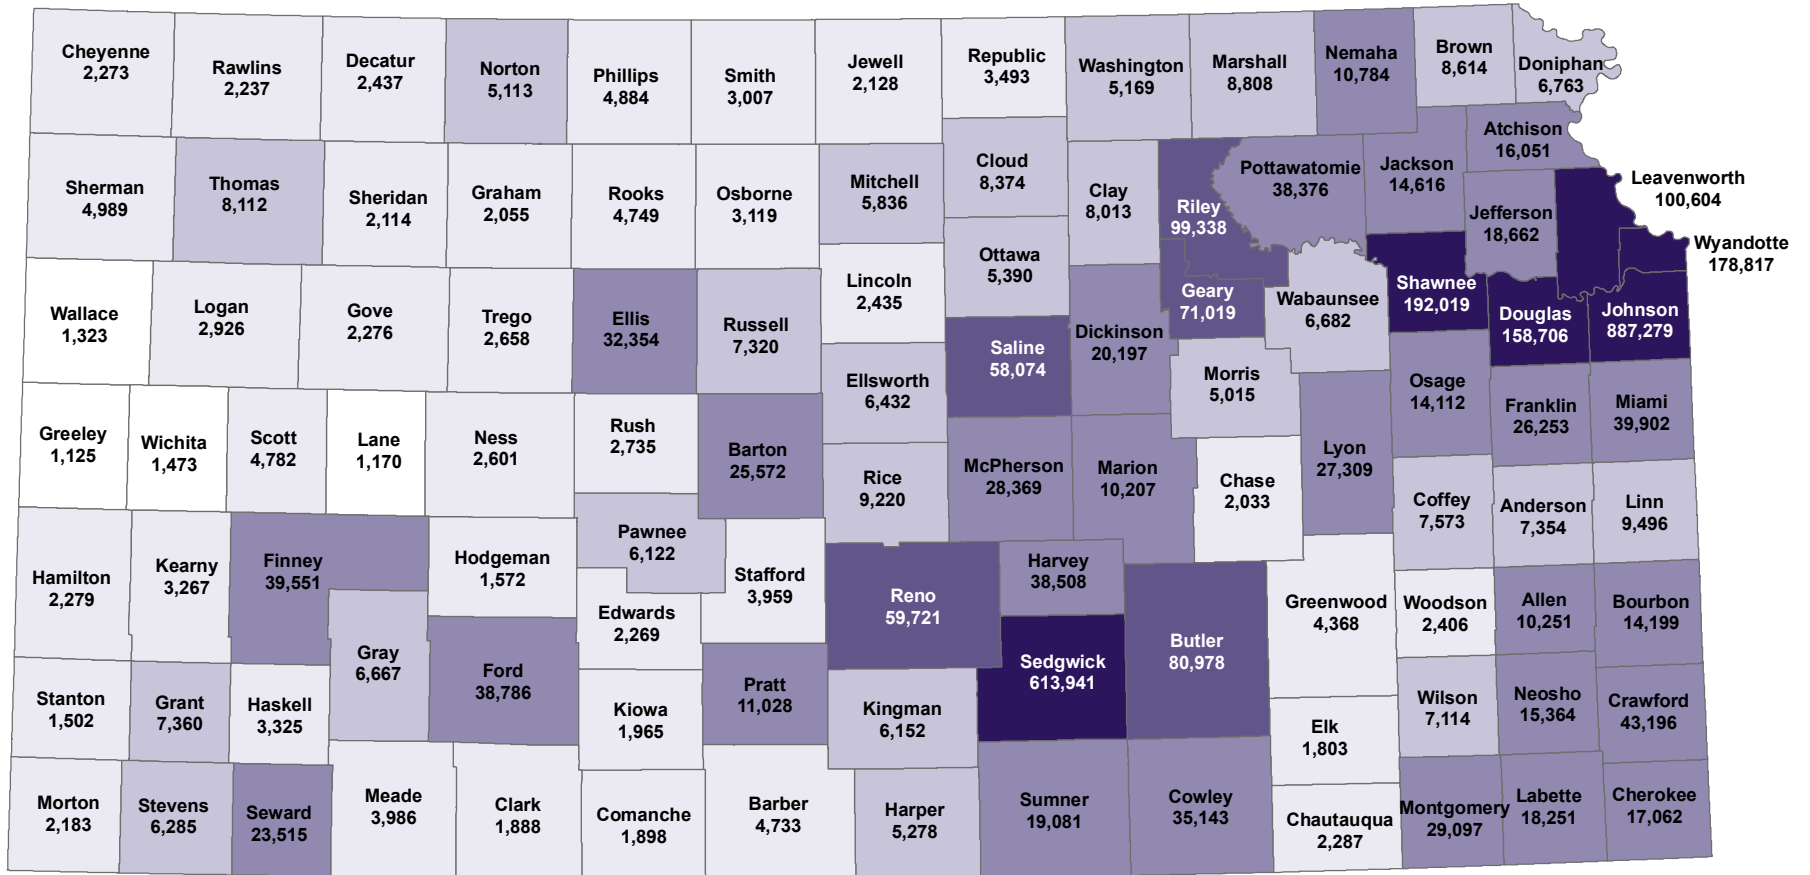 Cheyenne
2,273
Rawlins
2,237
Decatur
2,437
Norton
5,113
Phillips
4,884
Smith
3,007
Jewell
2,128
Republic
3,493
Washington
5,169
Marshall
8,808
Nemaha
10,784
Brown
8,614
Doniphan
6,763
Atchison
16,051
Sherman
4,989
Thomas
8,112
Sheridan
2,114
Graham
2,055
Rooks
4,749
Osborne
3,119
Mitchell
5,836
Cloud
8,374
Clay
8,013
Riley
99,338
Pottawatomie
38,376
Jackson
14,616
Jefferson
18,662
Leavenworth
100,604
Wyandotte
178,817
Wallace
1,323
Logan
2,926
Gove
2,276
Trego
2,658
Ellis
32,354
Russell
7,320
Lincoln
2,435
Ottawa
5,390
Saline
58,074
Dickinson
20,197
Geary
71,019
Wabaunsee
6,682
Shawnee
192,019
Douglas
158,706
Johnson
887,279
Greeley
1,125
Wichita
1,473
Scott
4,782
Lane
1,170
Ness
2,601
Rush
2,735
Barton
25,572
Ellsworth
6,432
Rice
9,220
McPherson
28,369
Marion
10,207
Morris
5,015
Chase
2,033
Lyon
27,309
Osage
14,112
Franklin
26,253
Miami
39,902
Coffey
7,573
Anderson
7,354
Linn
9,496
Hamilton
2,279
Kearny
3,267
Finney
39,551
Hodgeman
1,572
Pawnee
6,122
Edwards
2,269
Stafford
3,959
Reno
59,721
Harvey
38,508
Sedgwick
613,941
Butler
80,978
Greenwood
4,368
Woodson
2,406
Allen
10,251
Bourbon
14,199
Stanton
1,502
Grant
7,360
Haskell
3,325
Gray
6,667
Ford
38,786
Kiowa
1,965
Pratt
11,028
Kingman
6,152
Elk
1,803
Wilson
7,114
Neosho
15,364
Crawford
43,196
Morton
2,183
Stevens
6,285
Seward
23,515
Meade
3,986
Clark
1,888
Comanche
1,898
Barber
4,733
Harper
5,278
Sumner
19,081
Cowley
35,143
Chautauqua
2,287
Montgomery
29,097
Labette
18,251
Cherokee
17,062